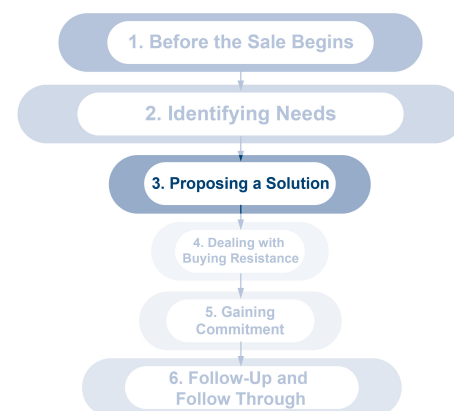 1. Before the Sale Begins
2. Identifying Needs
3. Proposing a Solution
4. Dealing with
Buying Resistance
5. Gaining
Commitment
6. Follow-Up and
Follow Through